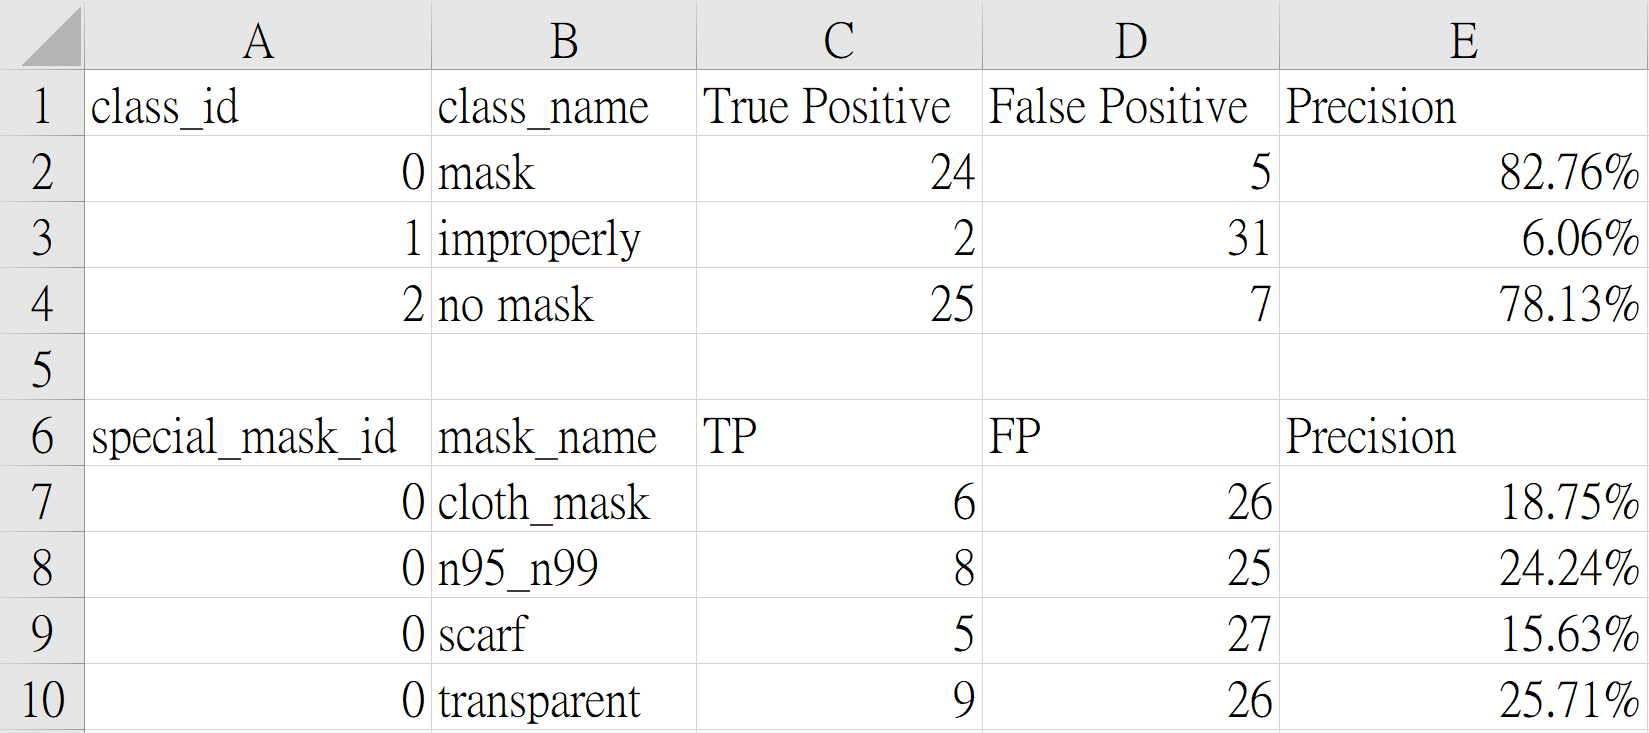 A B C D E
1 class_id class_name True Positive False Positive Precision
2 0 mask 24 5 82.76%
3 1 improperly 2 31 6.06%
4 2 no mask 25 7 78.13%
5
6 special_mask_id mask_name TP FP Precision
7 0 cloth_mask 6 26 18.75%
8 0 n95_n99 8 25 24.24%
9 0 scarf 5 27 15.63%
10 0 transparent 9 26 25.71%